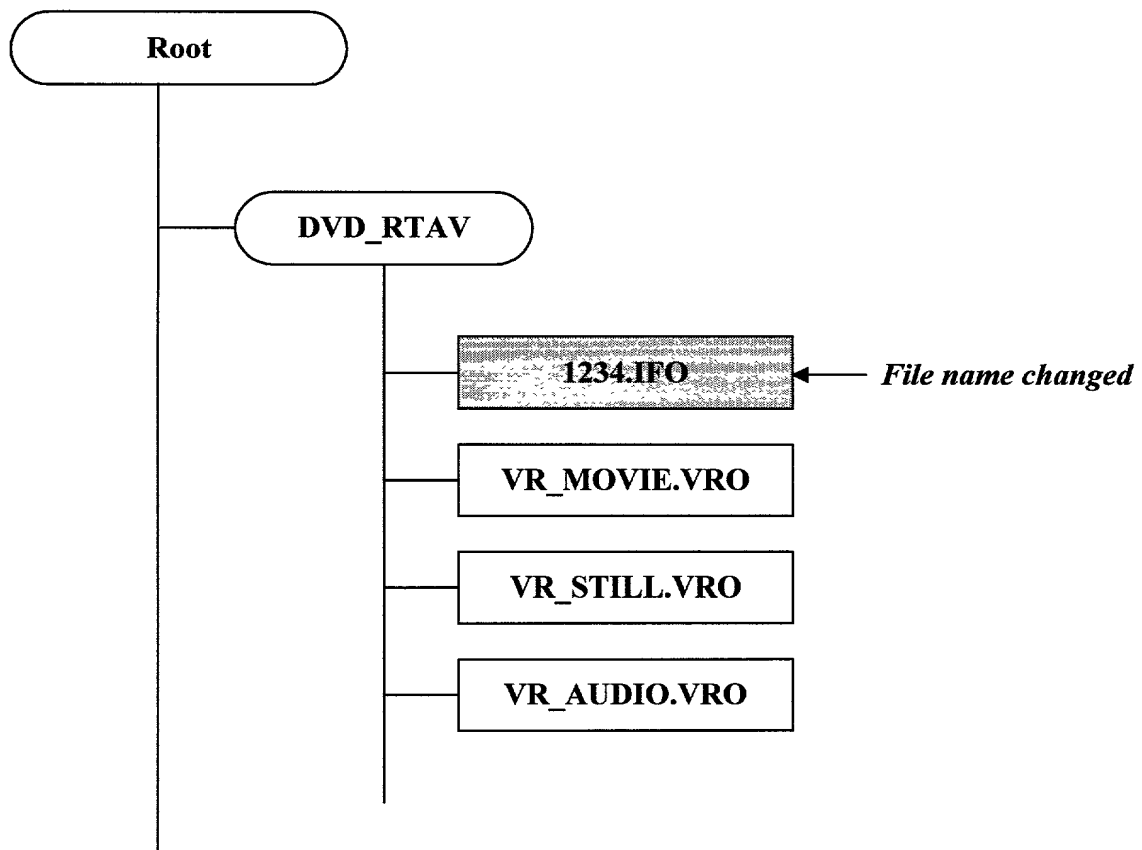 Root
DVD_RTAV
1234.IFO
File name changed
VR_MOVIE.VRO
VR_STILL.VRO
VR_AUDIO.VRO